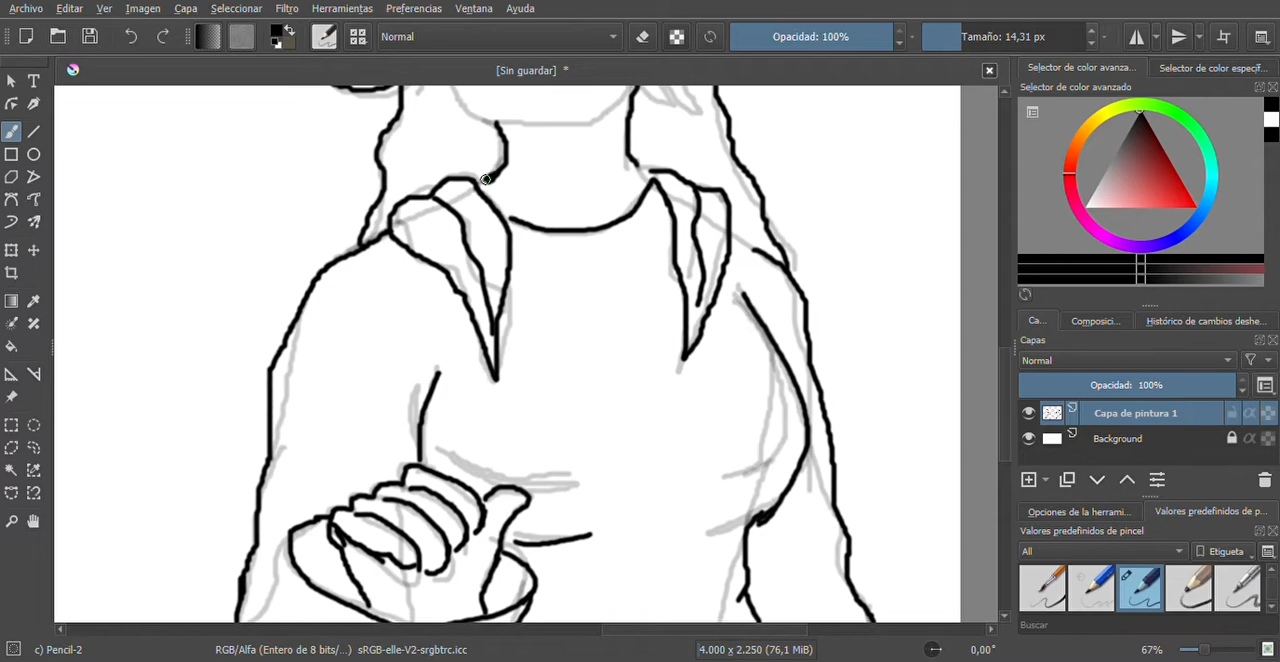 Archivo Editar Ver Imagen Capa Seleccionar Filtro Herramientas Preferencias Ventana Ayuda
Normal Opacidad: 100% Tamaño: 14,31 px
[Sin guardar] *
Selector de color avanza... Selector de color específ...
Selector de color avanzado
Ca... Composici... Histórico de cambios deshe...
Capas
Normal
Opacidad: 100%
Capa de pintura 1
Background
Opciones de la herrami... Valores predefinidos de p...
Valores predefinidos de pincel
All Etiqueta
Buscar
c) Pencil-2 RGB/Alfa (Entero de 8 bits/...) sRGB-elle-V2-srgbtrc.icc 4.000 x 2.250 (76,1 MiB) 0,00° 67%